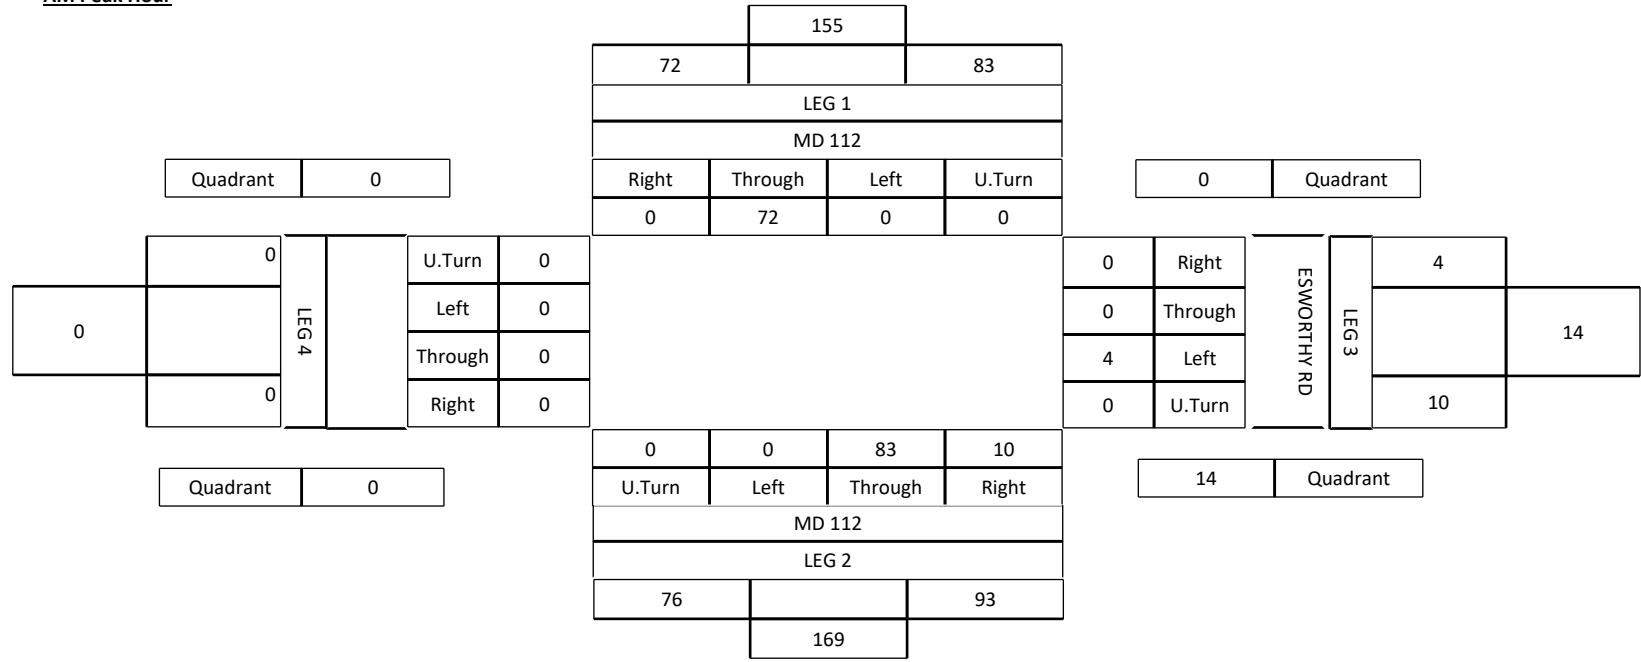 AM Peak Hour
155
72 83
LEG 1
MD 112
Quadrant 0
Right Through Left U.Turn
0 72 0 0
0 Quadrant
0
0
0
LEG 4
U.Turn 0
Left 0
Through 0
Right 0
0 Right
0 Through
4 Left
0 U.Turn
ESWORTHY RD
LEG 3
4
14
10
0 0 83 10
U.Turn Left Through Right
Quadrant 0
14 Quadrant
MD 112
LEG 2
76 93
169